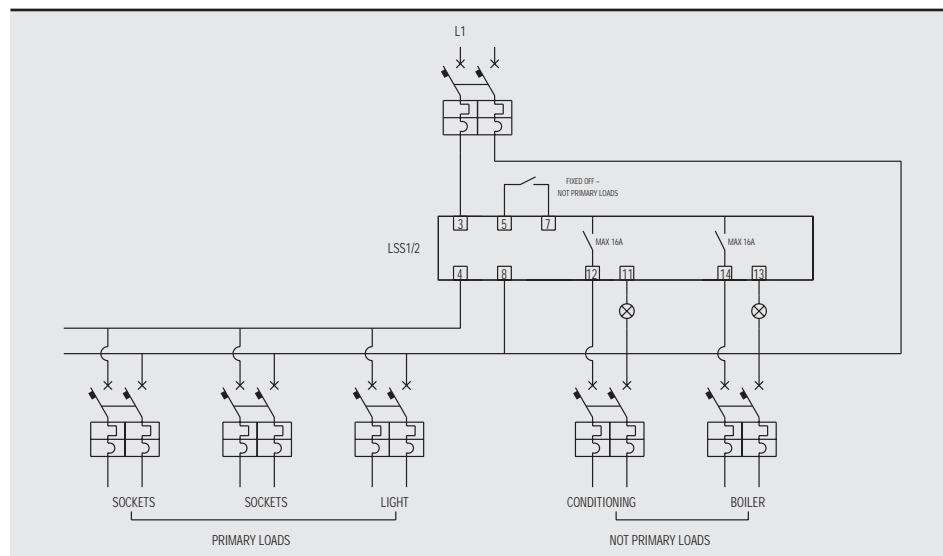 L1
FIXED OFF –
NOT PRIMARY LOADS
3 5 7
LSS1/2
MAX 16A MAX 16A
4 8 12 11 14 13
SOCKETS SOCKETS LIGHT CONDITIONING BOILER
PRIMARY LOADS NOT PRIMARY LOADS